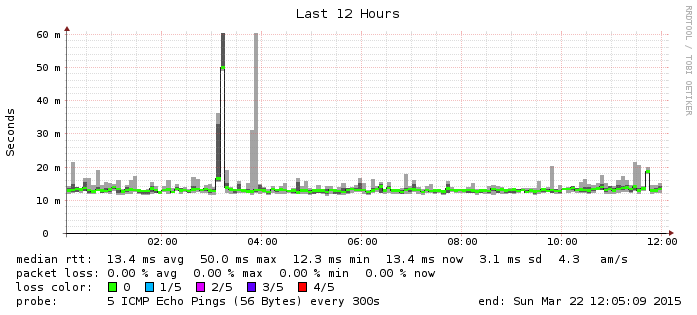 Last 12 Hours
RRDTOOL / TOBI OETIKER
Seconds
60 m
50 m
40 m
30 m
20 m
10 m
0
02:00 04:00 06:00 08:00 10:00 12:00
median rtt: 13.4 ms avg 50.0 ms max 12.3 ms min 13.4 ms now 3.1 ms sd 4.3 am/s
packet loss: 0.00 % avg 0.00 % max 0.00 % min 0.00 % now
loss color: 0 1/5 2/5 3/5 4/5
probe: 5 ICMP Echo Pings (56 Bytes) every 300s end: Sun Mar 22 12:05:09 2015